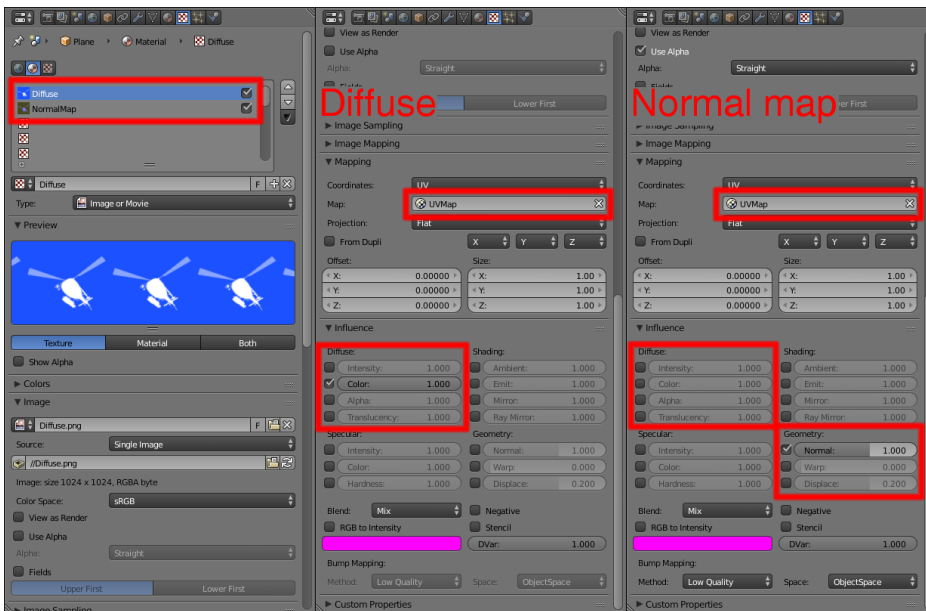 Plane Material Diffuse
Diffuse
NormalMap
Diffuse F
Type: Image or Movie
Preview
Texture Material Both
Show Alpha
Colors
Image
Diffuse.png F
Source: Single Image
//Diffuse.png
Image: size 1024 x 1024, RGBA byte
Color Space: sRGB
View as Render
Use Alpha
Alpha: Straight
Fields
Upper First Lower First
Image Sampling
View as Render
Use Alpha
Alpha: Straight
Fields
Diffuse
Lower First
Image Sampling
Image Mapping
Mapping
Coordinates: UV
Map: UVMap
Projection: Flat
From Dupli X Y Z
Offset: Size:
X: 0.00000 X: 1.00
Y: 0.00000 Y: 1.00
Z: 0.00000 Z: 1.00
Influence
Diffuse: Shading:
Intensity: 1.000 Ambient: 1.000
Color: 1.000 Emit: 1.000
Alpha: 1.000 Mirror: 1.000
Translucency: 1.000 Ray Mirror: 1.000
Specular: Geometry:
Intensity: 1.000 Normal: 1.000
Color: 1.000 Warp: 0.000
Hardness: 1.000 Displace: 0.200
Blend: Mix Negative
RGB to Intensity Stencil
DVar: 1.000
Bump Mapping:
Method: Low Quality Space: ObjectSpace
Custom Properties
View as Render
Use Alpha
Alpha: Straight
Normal map
er First
Image Sampling
Image Mapping
Mapping
Coordinates: UV
Map: UVMap
Projection: Flat
From Dupli X Y Z
Offset: Size:
X: 0.00000 X: 1.00
Y: 0.00000 Y: 1.00
Z: 0.00000 Z: 1.00
Influence
Diffuse: Shading:
Intensity: 1.000 Ambient: 1.000
Color: 1.000 Emit: 1.000
Alpha: 1.000 Mirror: 1.000
Translucency: 1.000 Ray Mirror: 1.000
Specular: Geometry:
Intensity: 1.000 Normal: 1.000
Color: 1.000 Warp: 0.000
Hardness: 1.000 Displace: 0.200
Blend: Mix Negative
RGB to Intensity Stencil
DVar: 1.000
Bump Mapping:
Method: Low Quality Space: ObjectSpace
Custom Properties